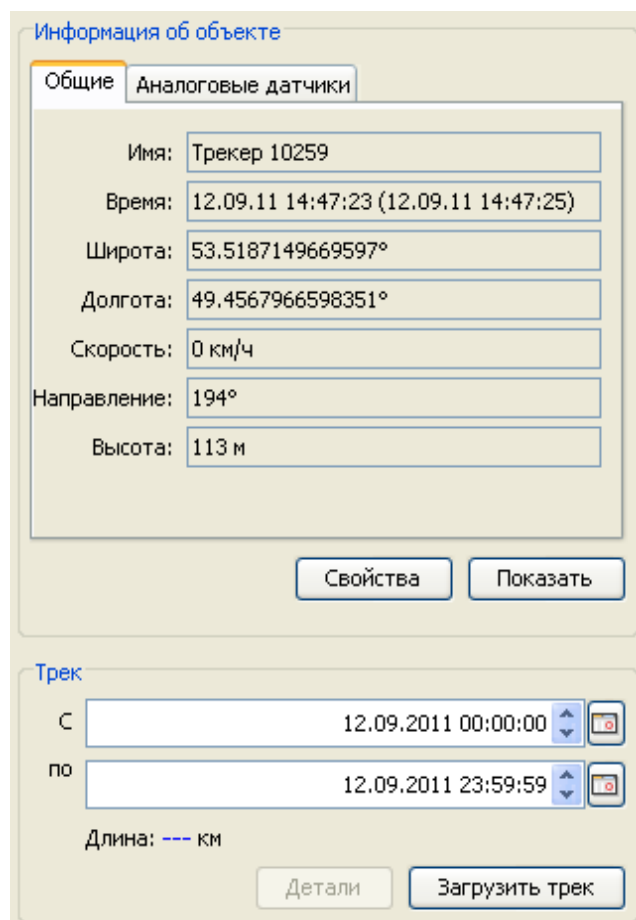 Информация об объекте
Общие Аналоговые датчики
Имя: Трекер 10259
Время: 12.09.11 14:47:23 (12.09.11 14:47:25)
Широта: 53.5187149669597°
Долгота: 49.4567966598351°
Скорость: 0 км/ч
Направление: 194°
Высота: 113 м
Свойства Показать
Трек
С 12.09.2011 00:00:00
по 12.09.2011 23:59:59
Длина: --- км
Детали Загрузить трек